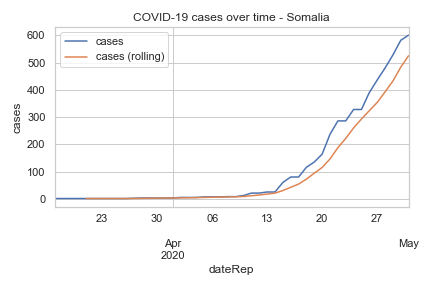 COVID-19 cases over time - Somalia
cases
cases (rolling)
600
500
400
300
200
100
0
cases
23
30
06
13
20
27
Apr
2020
May
dateRep